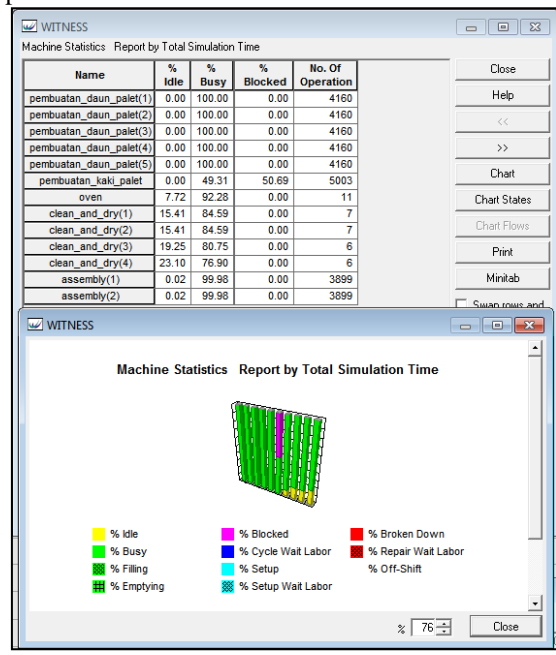 WITNESS
Machine Statistics Report by Total Simulation Time
Name % Idle % Busy % Blocked No. Of Operation
pembuatan_daun_palet(1) 0.00 100.00 0.00 4160
pembuatan_daun_palet(2) 0.00 100.00 0.00 4160
pembuatan_daun_palet(3) 0.00 100.00 0.00 4160
pembuatan_daun_palet(4) 0.00 100.00 0.00 4160
pembuatan_daun_palet(5) 0.00 100.00 0.00 4160
pembuatan_kaki_palet 0.00 49.31 50.69 5003
oven 7.72 92.28 0.00 11
clean_and_dry(1) 15.41 84.59 0.00 7
clean_and_dry(2) 15.41 84.59 0.00 7
clean_and_dry(3) 19.25 80.75 0.00 6
clean_and_dry(4) 23.10 76.90 0.00 6
assembly(1) 0.02 99.98 0.00 3899
assembly(2) 0.02 99.98 0.00 3899
Close
Help
<<
>>
Chart
Chart States
Chart Flows
Print
Minitab
Swap rows and
WITNESS
Machine Statistics Report by Total Simulation Time
% Idle % Blocked % Broken Down
% Busy % Cycle Wait Labor % Repair Wait Labor
% Filling % Setup % Off-Shift
% Emptying % Setup Wait Labor
% 76 Close